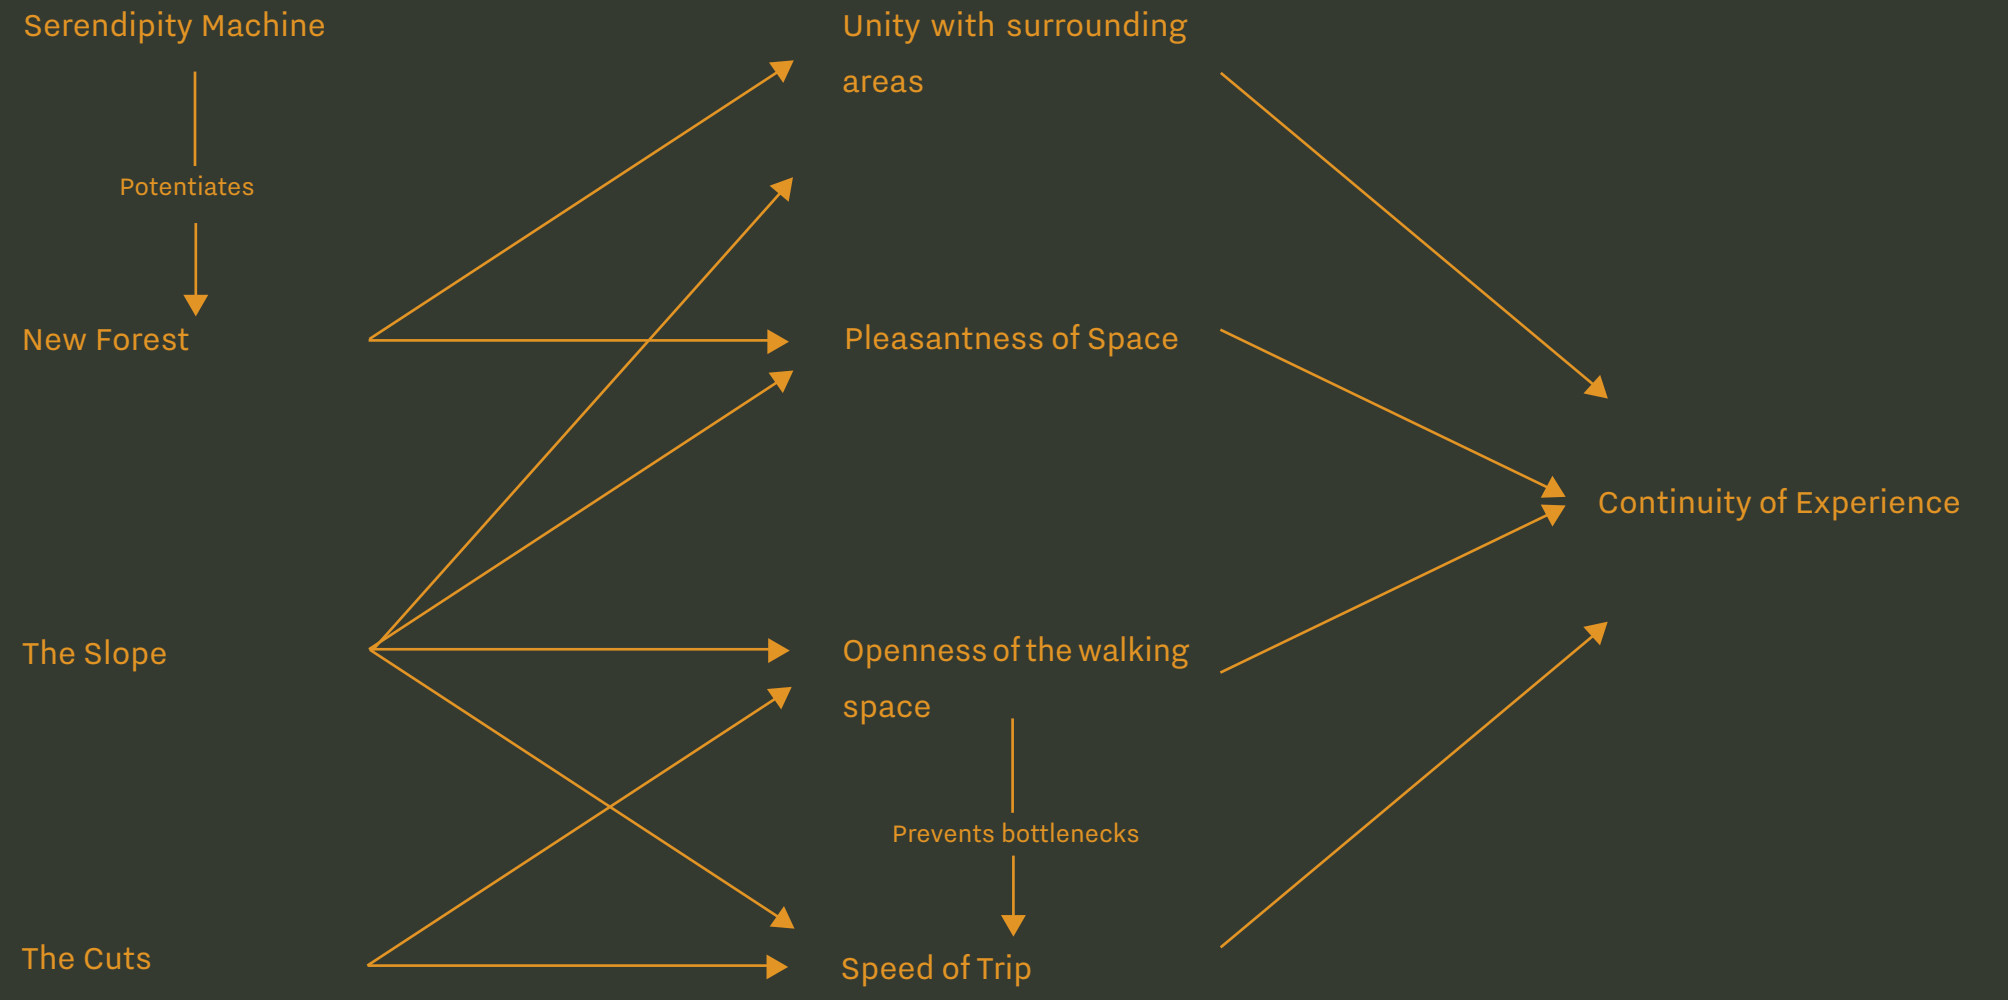 Serendipity Machine
Potentiates
New Forest
The Slope
The Cuts
Unity with surrounding
areas
Pleasantness of Space
Openness of the walking
space
Prevents bottlenecks
Speed of Trip
Continuity of Experience